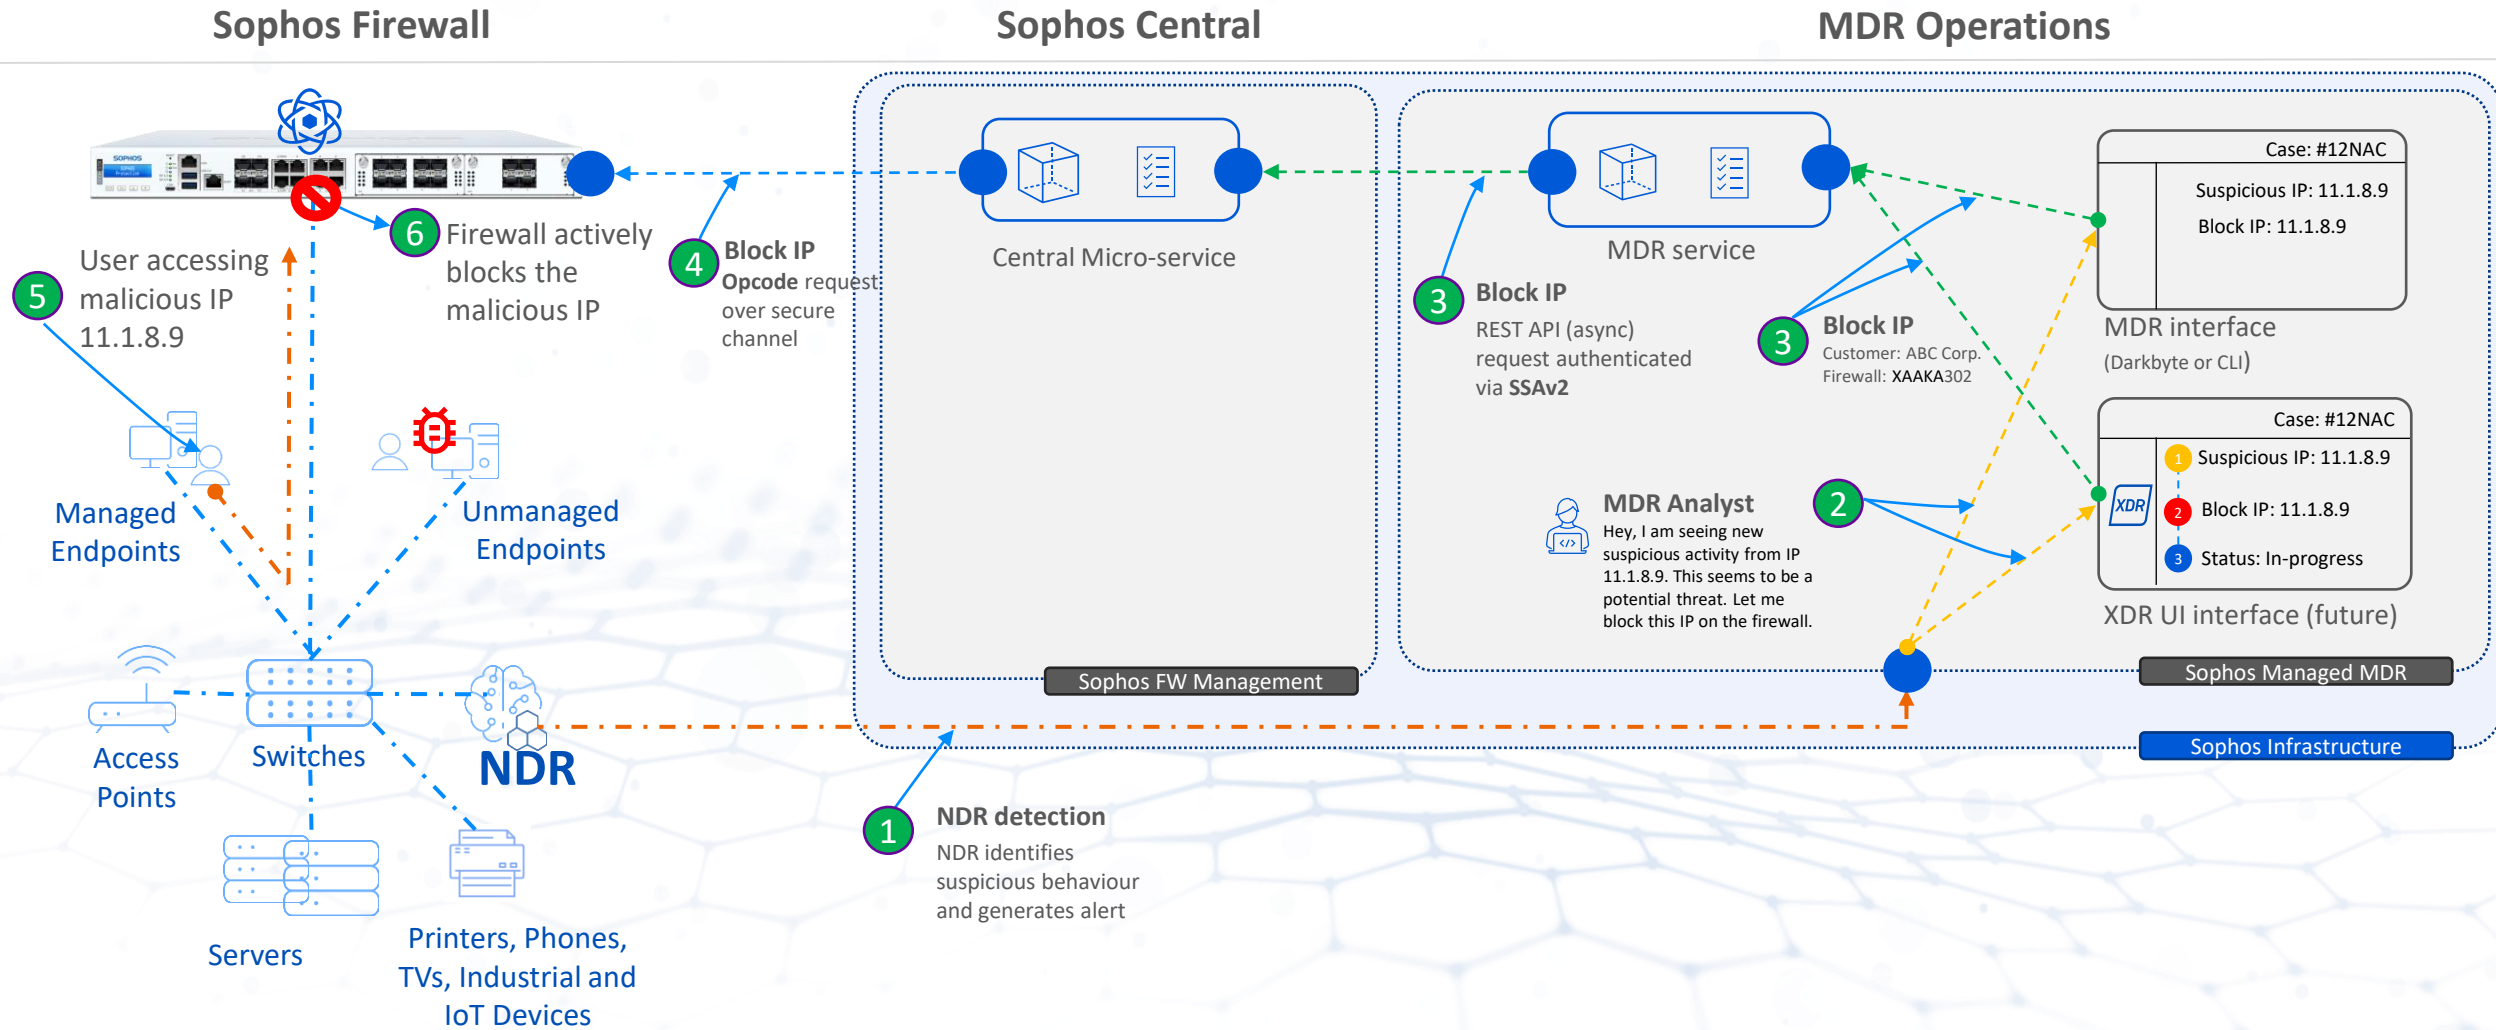 Sophos Firewall
Sophos Central
MDR Operations
SOPHOS
6
Firewall actively
blocks the
malicious IP
5
User accessing
malicious IP
11.1.8.9
4
Block IP
Opcode request
over secure
channel
Central Micro-service
MDR service
3
Block IP
REST API (async)
request authenticated
via SSAv2
3
Block IP
Customer: ABC Corp.
Firewall: XAAKA302
Case: #12NAC
Suspicious IP: 11.1.8.9
Block IP: 11.1.8.9
MDR interface
(Darkbyte or CLI)
Case: #12NAC
XDR
1
Suspicious IP: 11.1.8.9
2
Block IP: 11.1.8.9
3
Status: In-progress
XDR UI interface (future)
2
MDR Analyst
Hey, I am seeing new
suspicious activity from IP
11.1.8.9. This seems to be a
potential threat. Let me
block this IP on the firewall.
Managed
Endpoints
Unmanaged
Endpoints
Sophos FW Management
Sophos Managed MDR
Sophos Infrastructure
Access
Points
Switches
NDR
1
NDR detection
NDR identifies
suspicious behaviour
and generates alert
Servers
Printers, Phones,
TVs, Industrial and
IoT Devices